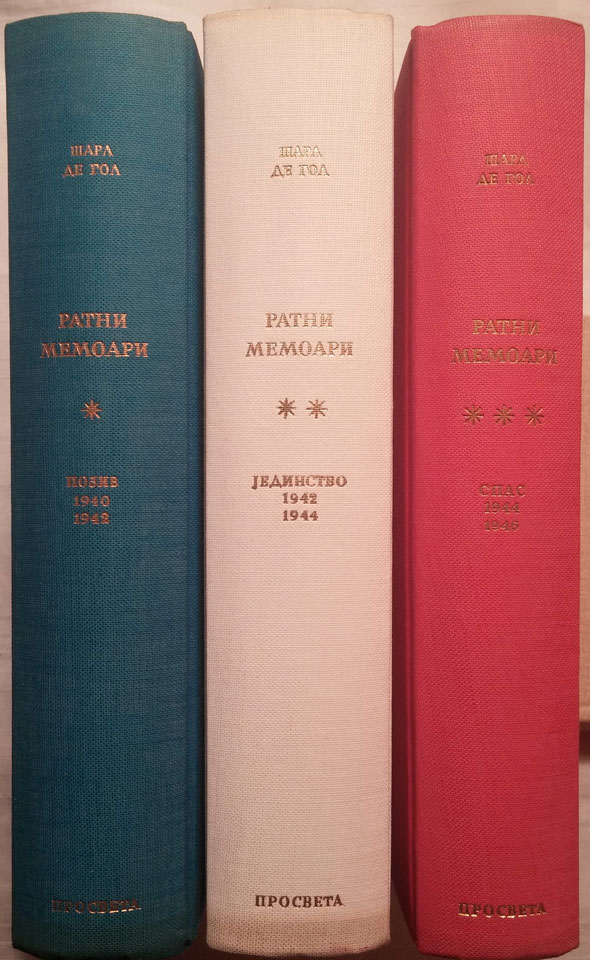 ШАРЛ
ДЕ ГОЛ
РАТНИ
МЕМОАРИ
*
ПОЗИВ
1940
1942
ПРОСВЕТА
ШАРЛ
ДЕ ГОЛ
РАТНИ
МЕМОАРИ
* *
ЈЕДИНСТВО
1942
1944
ПРОСВЕТА
ШАРЛ
ДЕ ГОЛ
РАТНИ
МЕМОАРИ
* * *
СПАС
1944
1946
ПРОСВЕТА